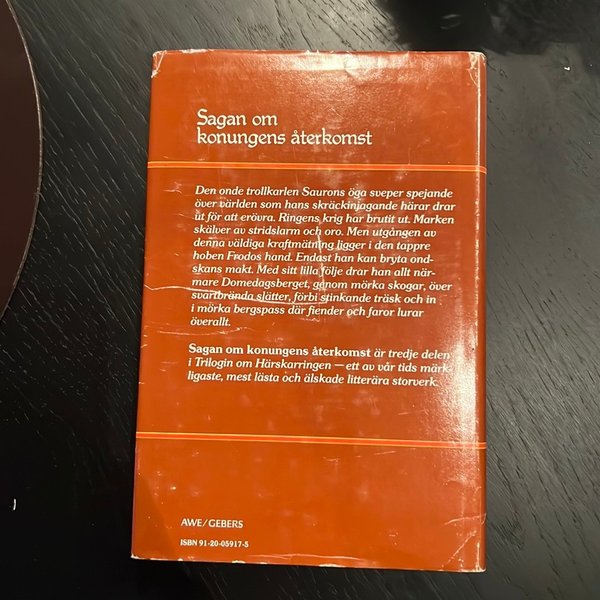 Sagan om
konungens återkomst
Den onde trollkarlen Saurons öga sveper spejande
över världen som hans skräckinjagande härar drar
ut för att erövra. Ringens krig har brutit ut. Marken
skälver av stridslarm och oro. Men utgången av
denna väldiga kraftmätning ligger i den tappre
hoben Frodos hand. Endast han kan bryta ond-
skans makt. Med sitt lilla följe drar han allt när-
mare Domedagsberget, genom mörka skogar, över
svartbrända slätter, förbi stinkande träsk och in
i mörka bergspass där fiender och faror lurar
överallt.
Sagan om konungens återkomst är tredje delen
i Trilogin om Härskarringen — ett av vår tids märk-
ligaste, mest lästa och älskade litterära storverk.
AWE/GEBERS
ISBN 91-20-05917-5